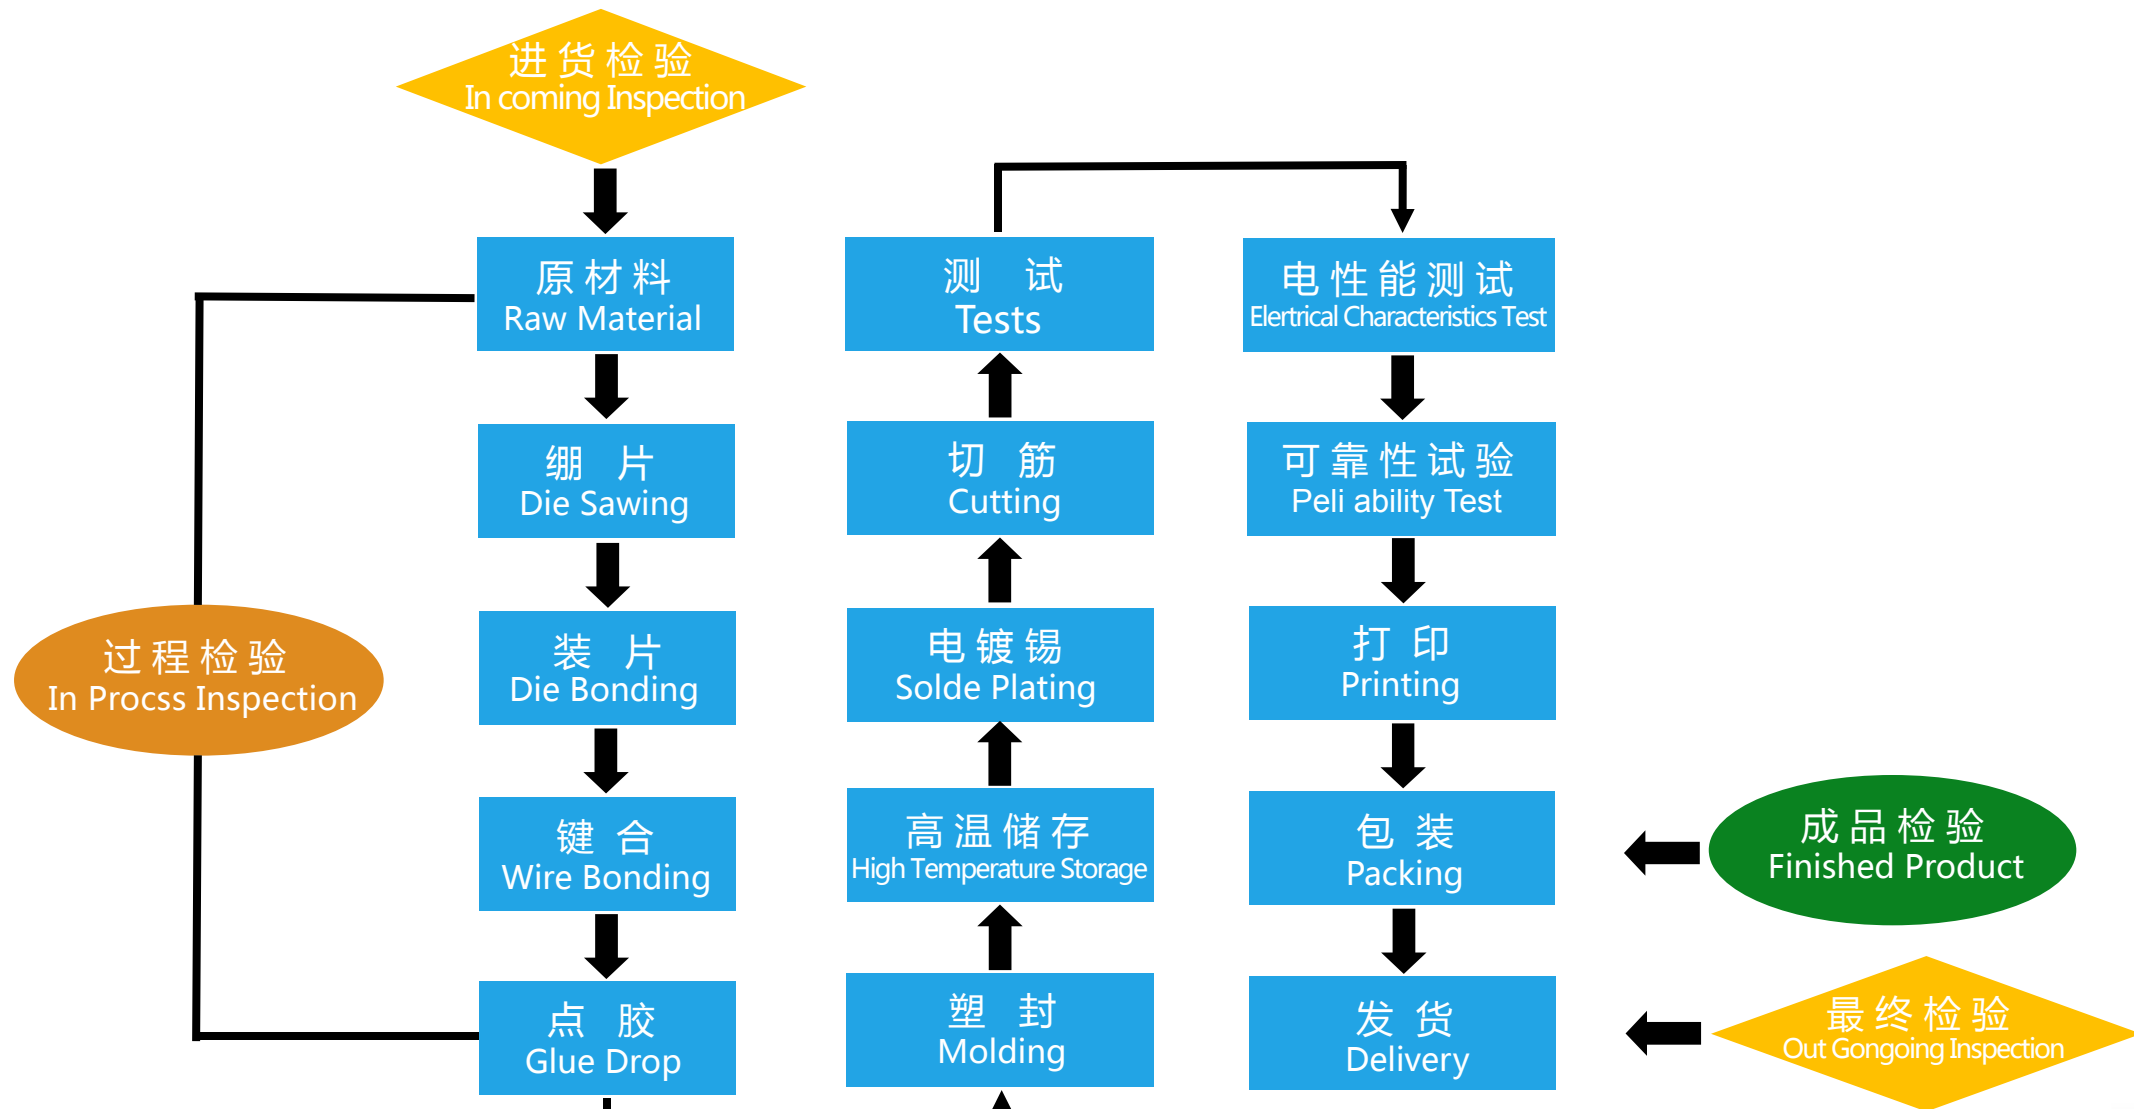 进货检验
In coming Inspection
原材料
Raw Material
绷 片
Die Sawing
装 片
Die Bonding
键 合
Wire Bonding
点 胶
Glue Drop
过程检验
In Procss Inspection
测 试
Tests
切 筋
Cutting
电镀锡
Solde Plating
高温储存
High Temperature Storage
塑 封
Molding
电性能测试
Elertrical Characteristics Test
可靠性试验
Peli ability Test
打 印
Printing
包 装
Packing
发 货
Delivery
成品检验
Finished Product
最终检验
Out Gongoing Inspection